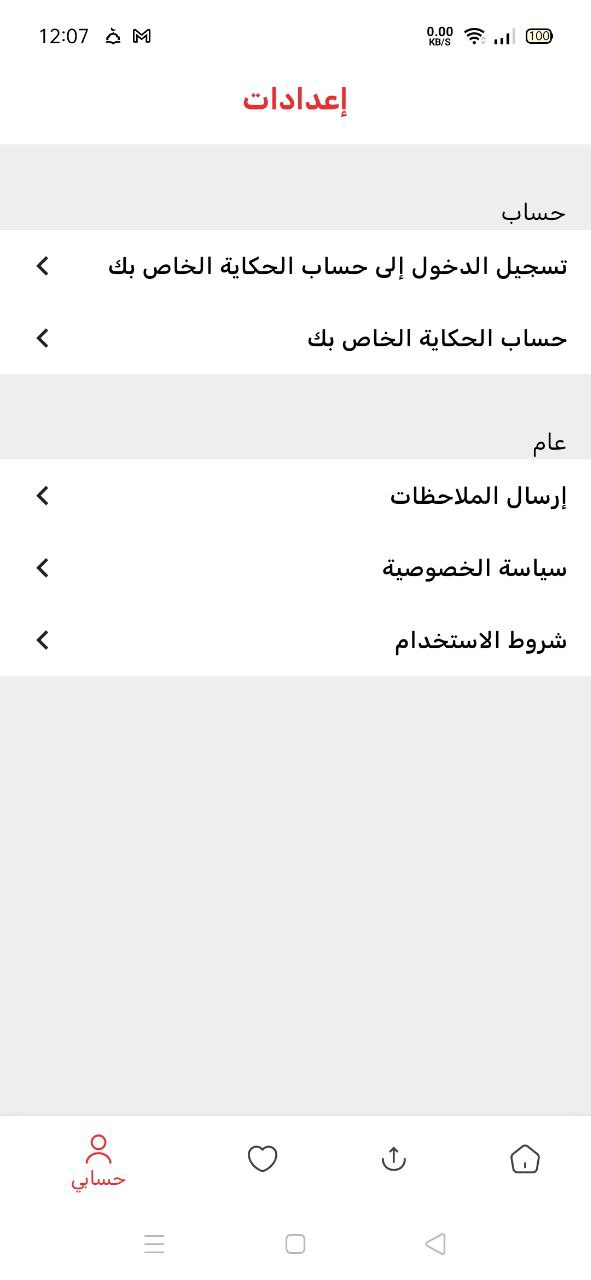 12:07
0.00
KB/S
100
إعدادات
حساب
تسجيل الدخول إلى حساب الحكاية الخاص بك
حساب الحكاية الخاص بك
عام
إرسال الملاحظات
سياسة الخصوصية
شروط الاستخدام
حسابي